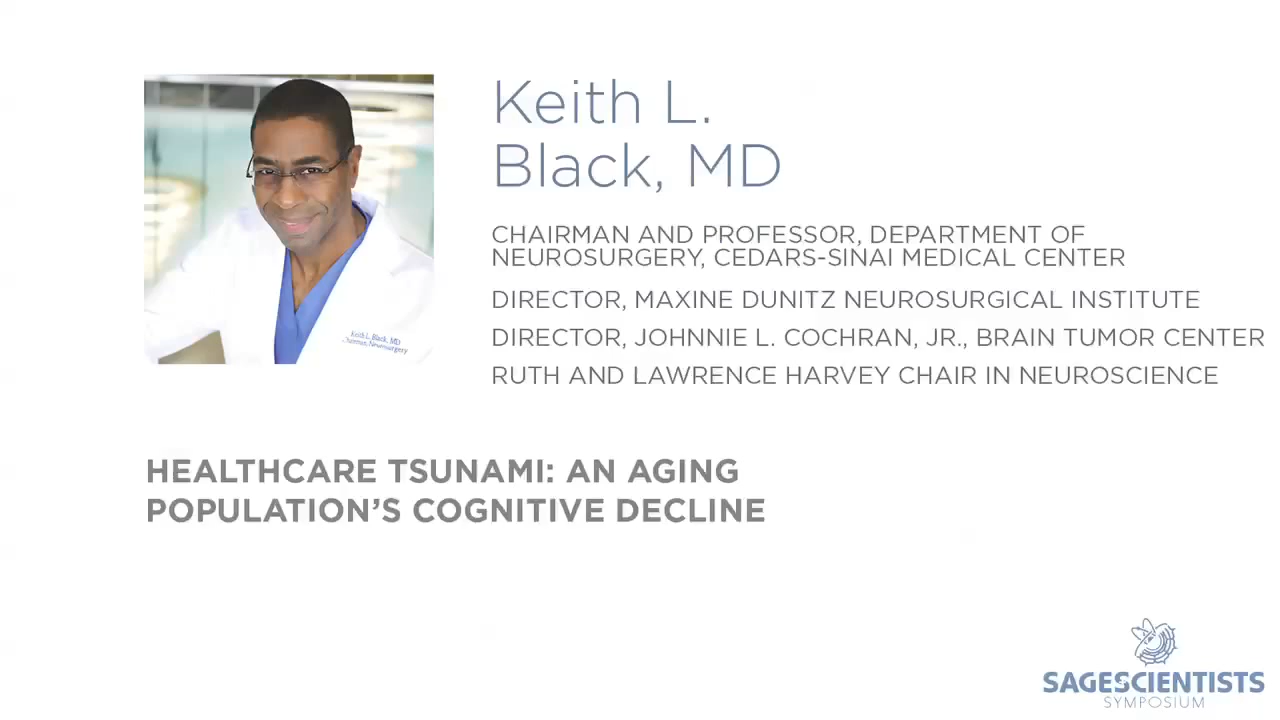 Keith L.
Black, MD
CHAIRMAN AND PROFESSOR, DEPARTMENT OF
NEUROSURGERY, CEDARS-SINAI MEDICAL CENTER
DIRECTOR, MAXINE DUNITZ NEUROSURGICAL INSTITUTE
DIRECTOR, JOHNNIE L. COCHRAN, JR., BRAIN TUMOR CENTER
RUTH AND LAWRENCE HARVEY CHAIR IN NEUROSCIENCE
Keith L. Black, MD
Chairman, Neurosurgery
HEALTHCARE TSUNAMI: AN AGING
POPULATION’S COGNITIVE DECLINE
SAGESCIENTISTS
SYMPOSIUM